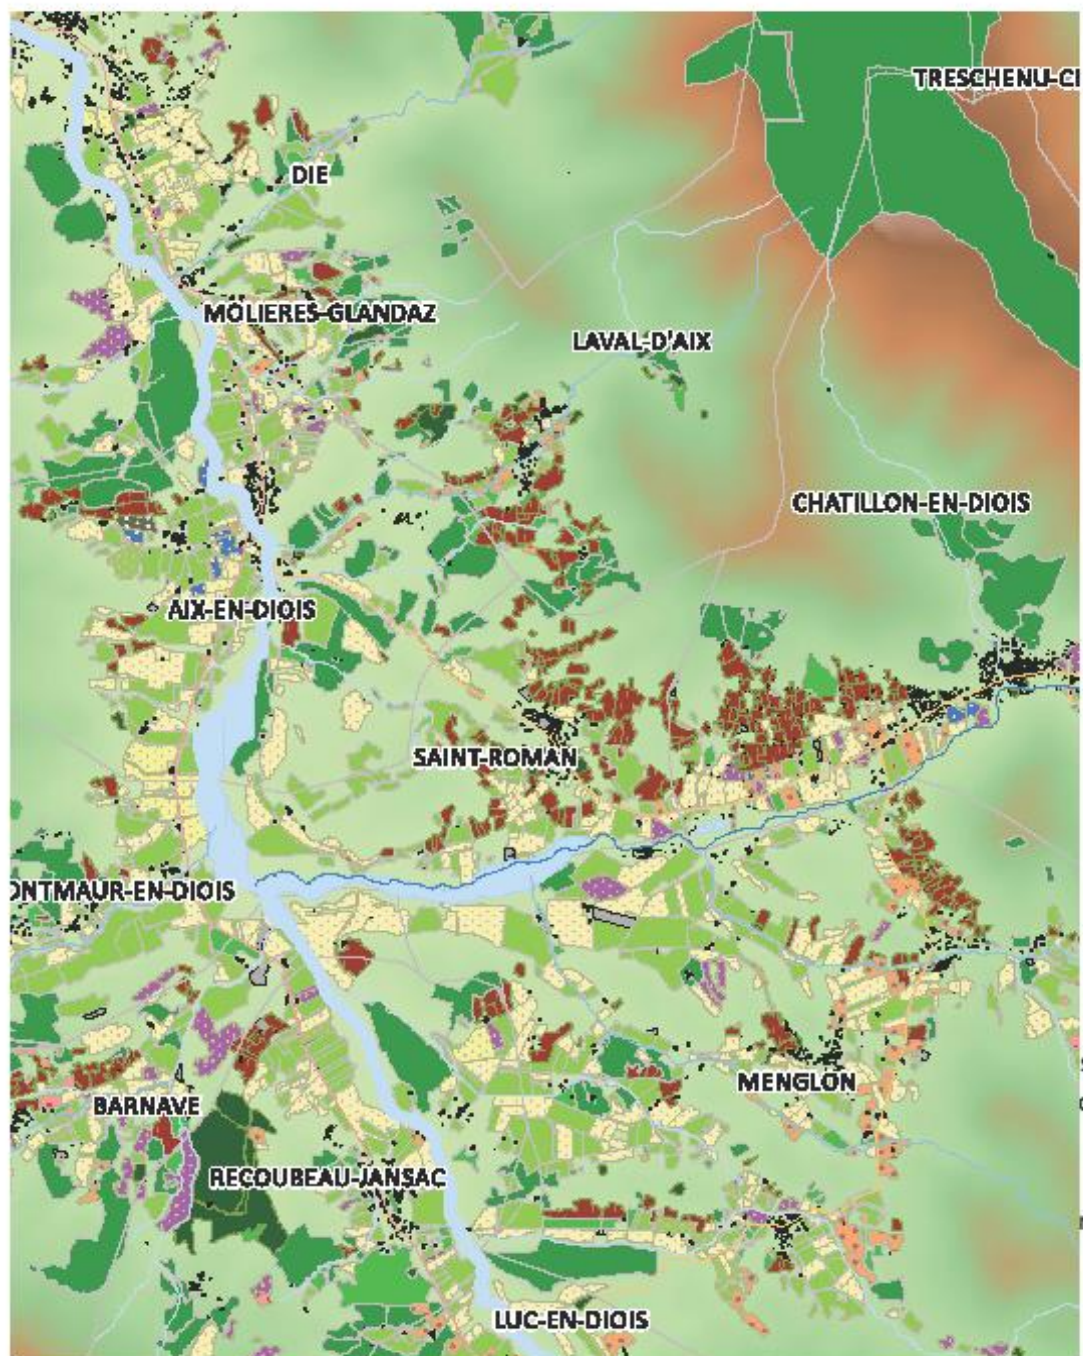 TRESCHENU-CI
DIE
MOLIERES-GLANDAZ
LAVAL-D'AIX
CHATILLON-EN-DIOIS
AIX-EN-DIOIS
SAINT-ROMAN
ONTMAUR-EN-DIOIS
MENGLON
BARNAVE
RECOUBEAU-JANSAC
LUC-EN-DIOIS